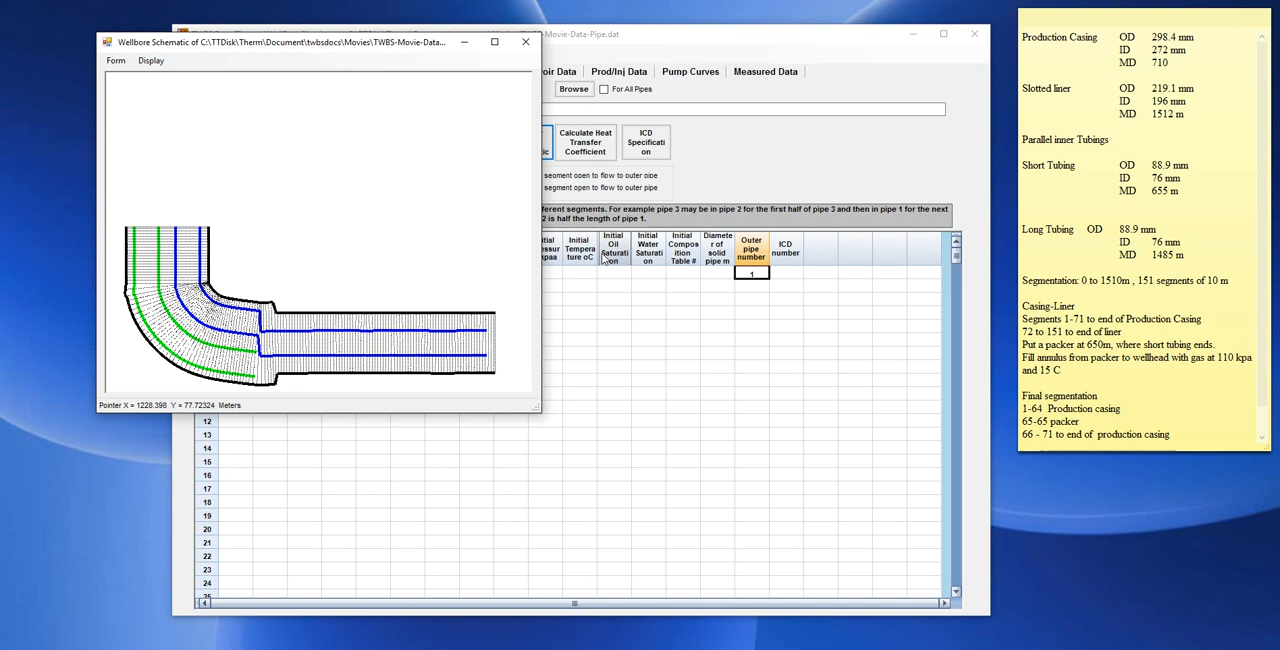 Wellbore Schematic of C:\TTDisk\Therm\Document\twbsdocs\Movies\TWBS-Movie-Data...
Form Display
Pointer X = 1228.398 Y = 77.72324 Meters
-Movie-Data-Pipe.dat
oir Data Prod/Inj Data Pump Curves Measured Data
Browse For All Pipes
Calculate Heat
Transfer
Coefficient
ICD
Specificati
on
segment open to flow to outer pipe
segment open to flow to outer pipe
ferent segments. For example pipe 3 may be in pipe 2 for the first half of pipe 3 and then in pipe 1 for the next
2 is half the length of pipe 1.
Initial
Tempera
ture oC
Initial
Oil
Saturati
on
Initial
Water
Saturati
on
Initial
Compos
ition
Table #
Diamete
r of
solid
pipe m
Outer
pipe
number
ICD
number
1
12
13
14
15
16
17
18
19
20
21
22
23
24
Production Casing OD 298.4 mm
ID 272 mm
MD 710
Slotted liner OD 219.1 mm
ID 196 mm
MD 1512 m
Parallel inner Tubings
Short Tubing OD 88.9 mm
ID 76 mm
MD 655 m
Long Tubing OD 88.9 mm
ID 76 mm
MD 1485 m
Segmentation: 0 to 1510m , 151 segments of 10 m
Casing-Liner
Segments 1-71 to end of Production Casing
72 to 151 to end of liner
Put a packer at 650m, where short tubing ends.
Fill annulus from packer to wellhead with gas at 110 kpa
and 15 C
Final segmentation
1-64 Production casing
65-65 packer
66 - 71 to end of production casing